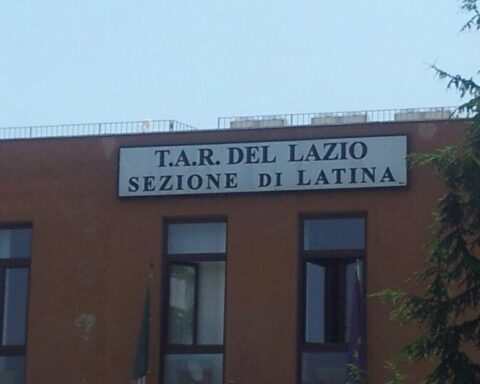 T.A.R. DEL LAZIO
SEZIONE DI LATINA